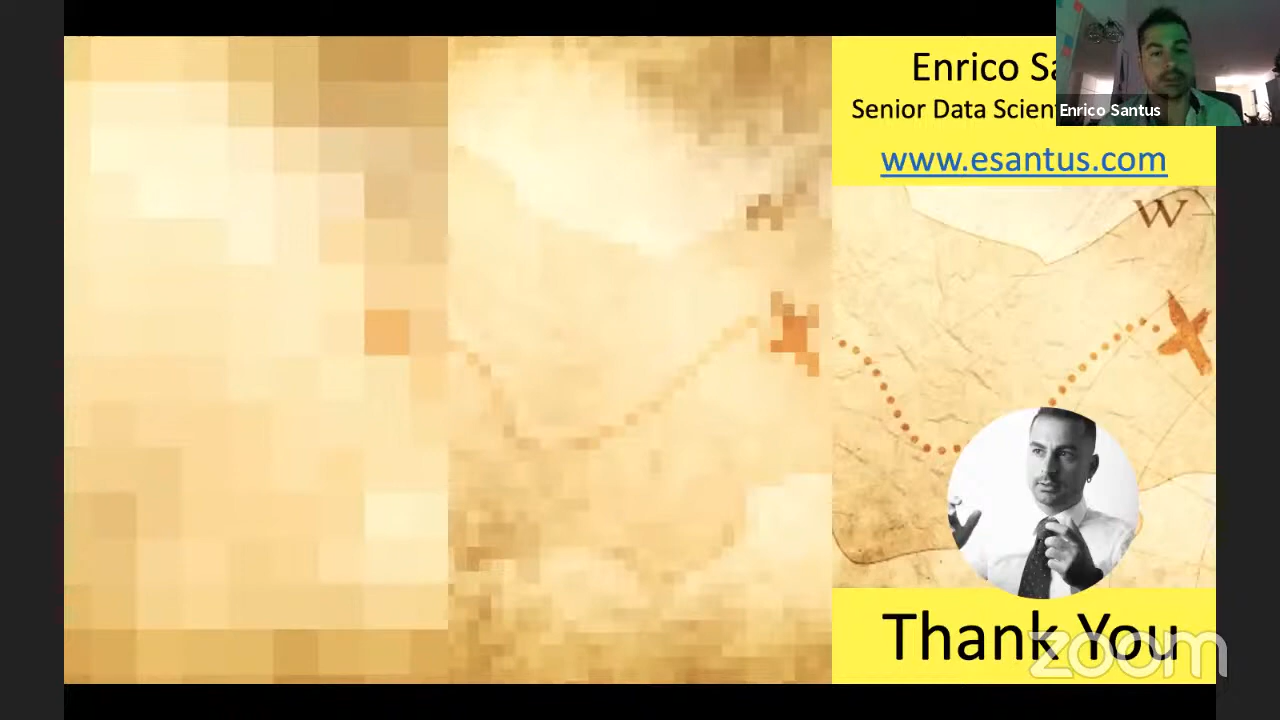 Enrico Sa
Senior Data Scien
Enrico Santus
www.esantus.com
W
Thank You
zoom